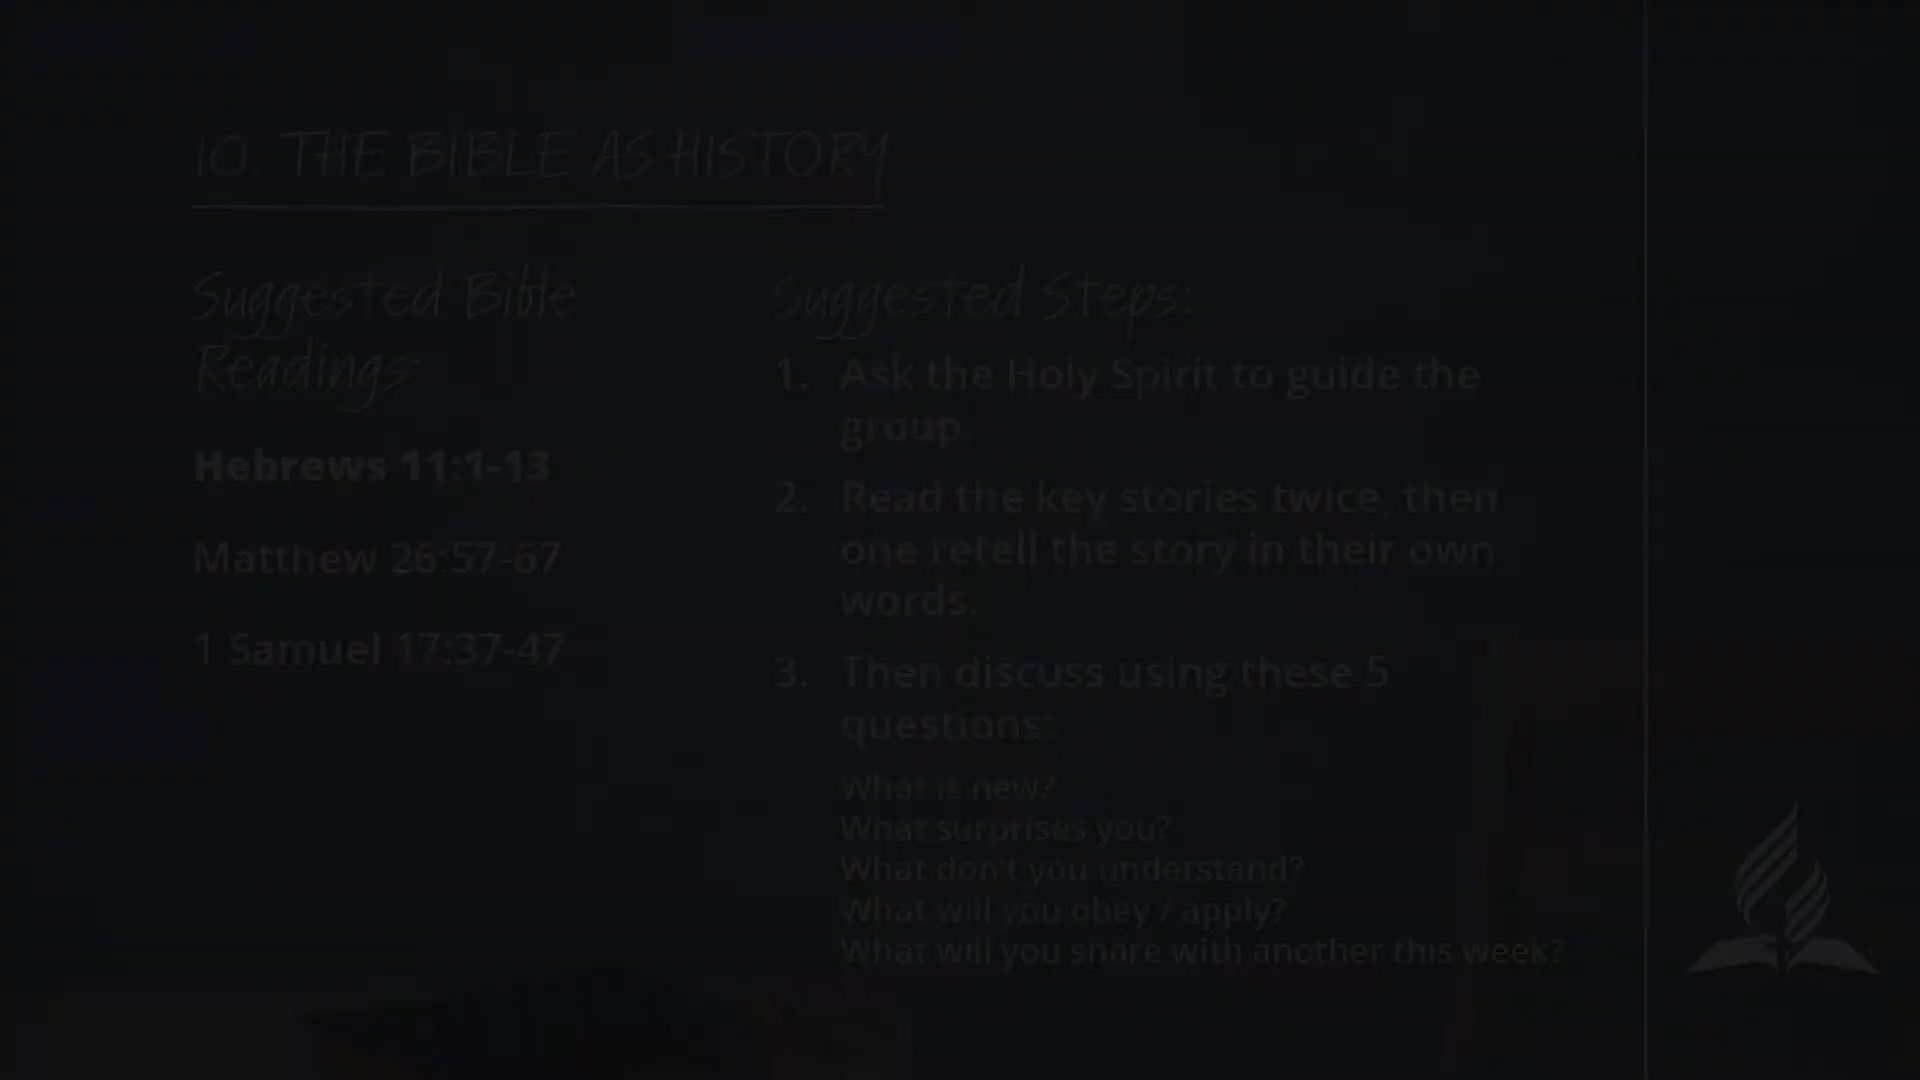 10. THE BIBLE AS HISTORY
Suggested Bible
Readings:
Hebrews 11:1-13
Matthew 26:57-67
1 Samuel 17:37-47
Suggested Steps:
1. Ask the Holy Spirit to guide the
group.
2. Read the key stories twice, then
one retell the story in their own
words.
3. Then discuss using these 5
questions:
What is new?
What surprises you?
What don't you understand?
What will you obey / apply?
What will you share with another this week?